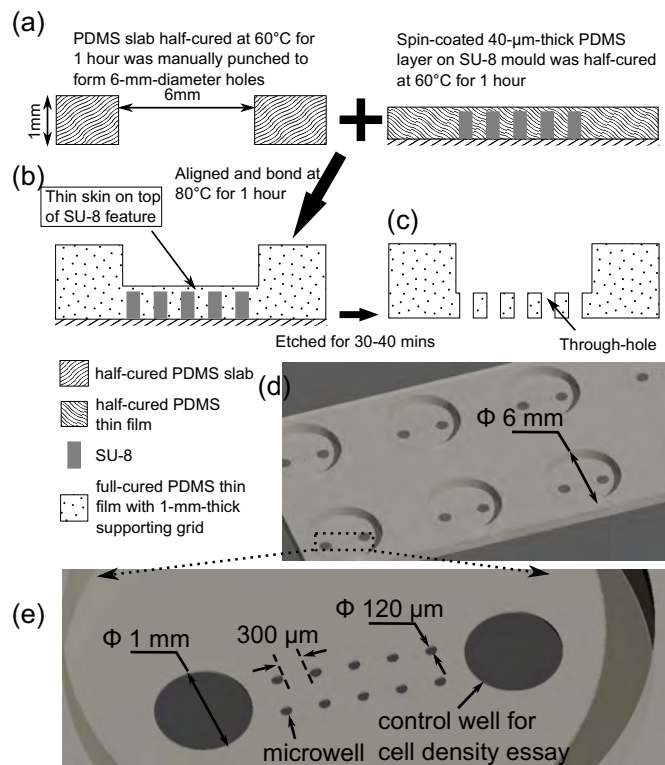 (a)
PDMS slab half-cured at 60°C for
1 hour was manually punched to
form 6-mm-diameter holes
6mm
1mm
Spin-coated 40-µm-thick PDMS
layer on SU-8 mould was half-cured
at 60°C for 1 hour
(b)
Aligned and bond at
80°C for 1 hour
Thin skin on top
of SU-8 feature
(c)
Etched for 30-40 mins
Through-hole
half-cured PDMS slab
half-cured PDMS
thin film
SU-8
full-cured PDMS thin
film with 1-mm-thick
supporting grid
(d)
Φ 6 mm
(e)
Φ 1 mm
300 µm
Φ 120 µm
microwell
control well for
cell density essay